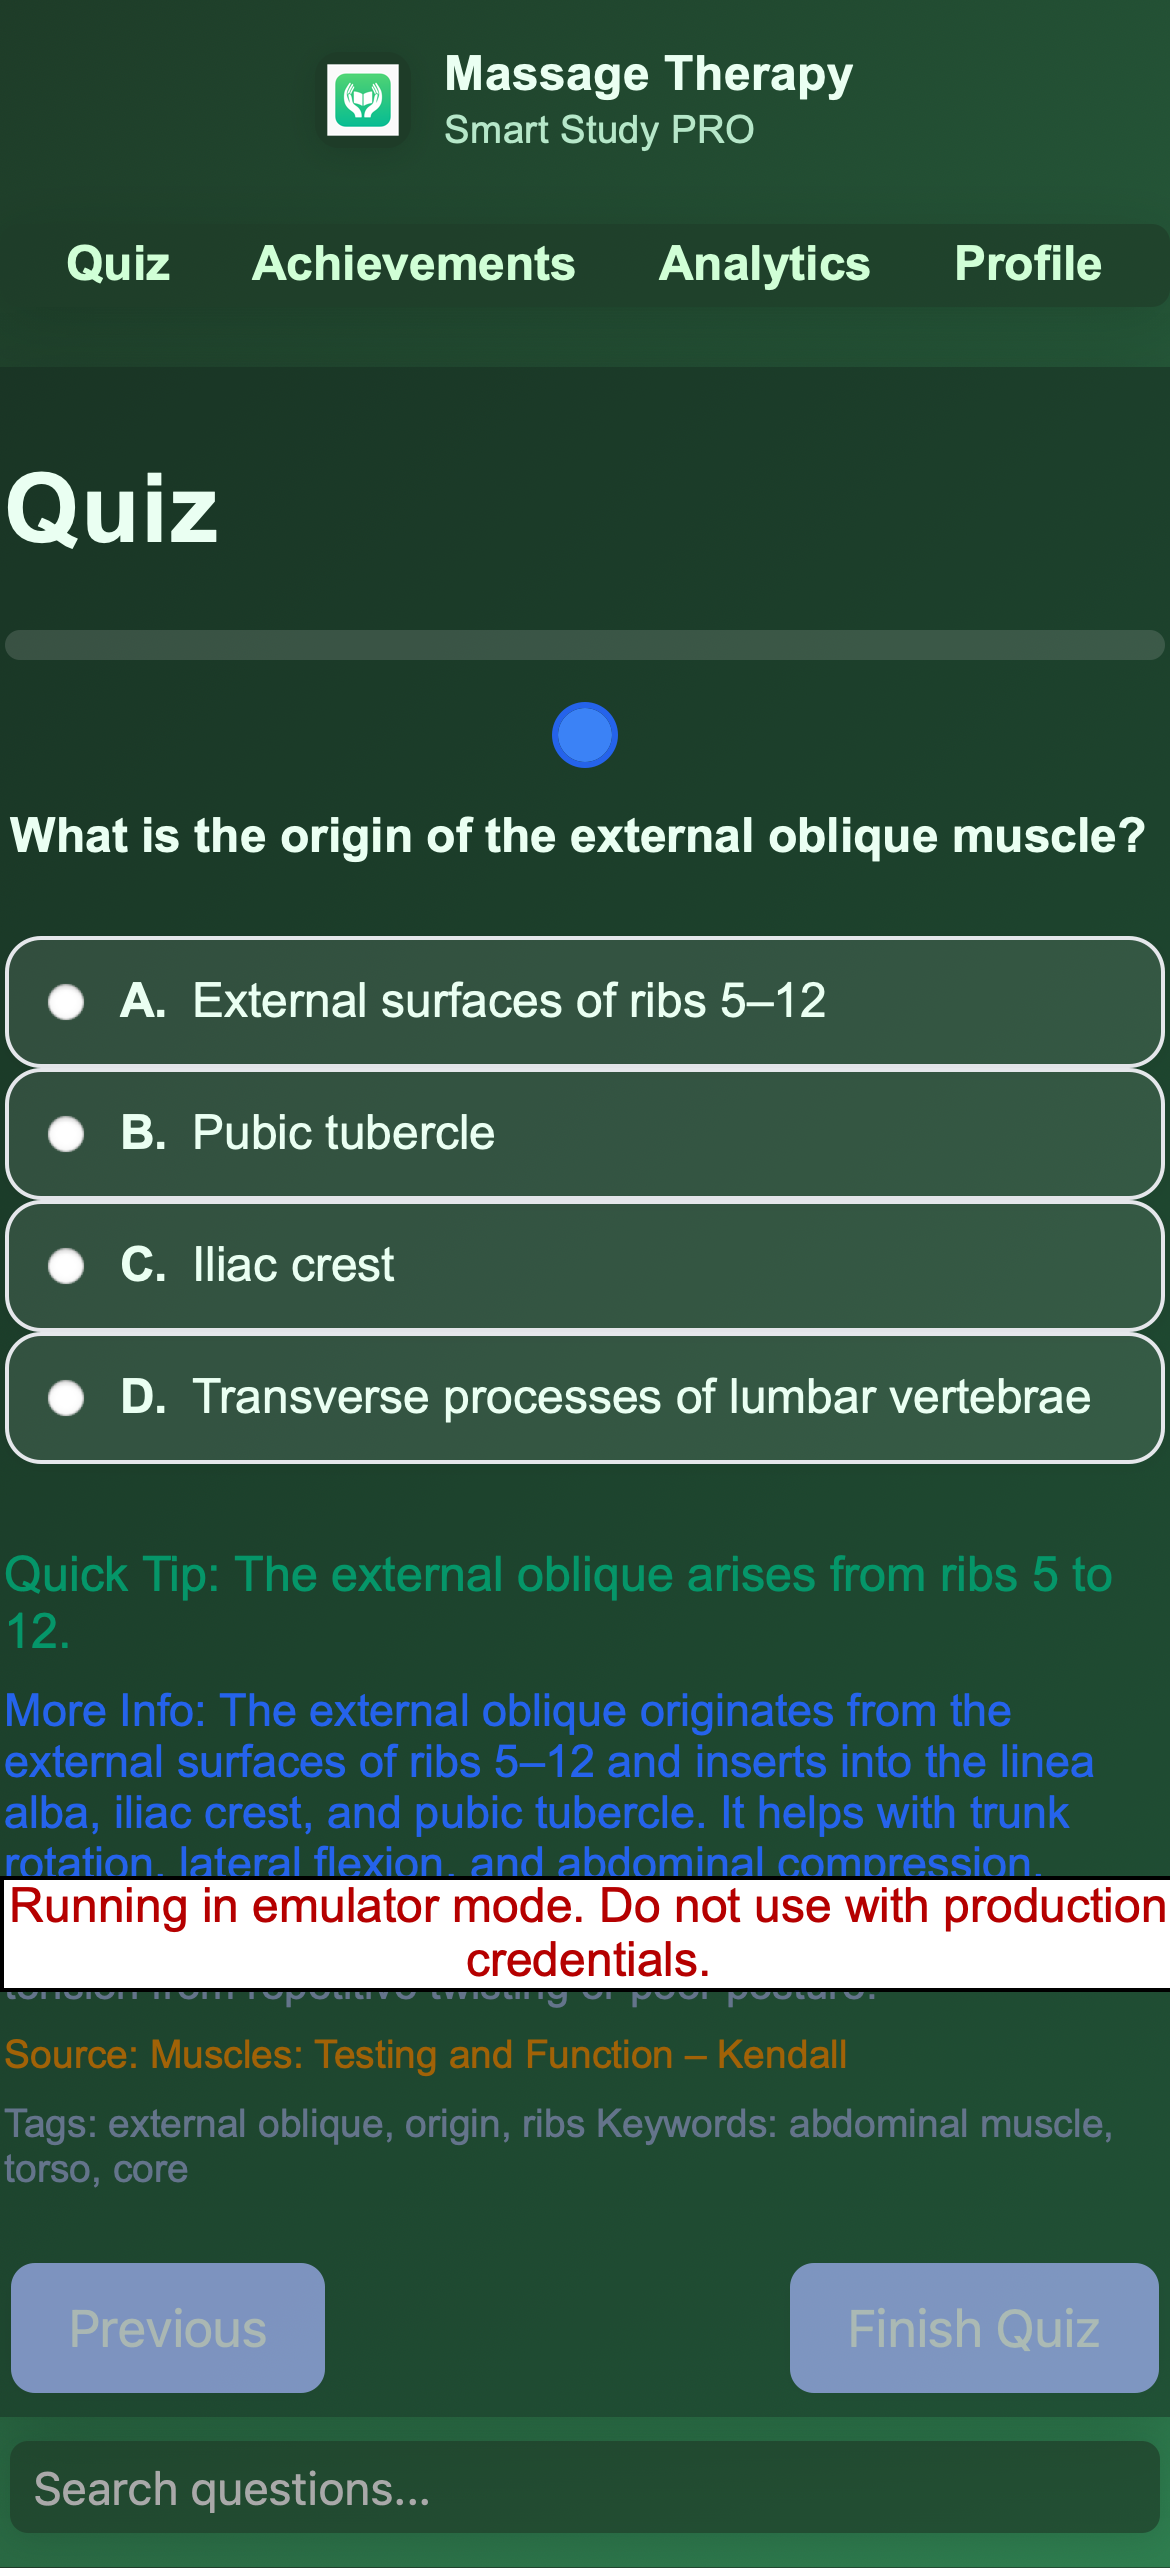 Massage Therapy
Smart Study PRO
Quiz Achievements Analytics Profile
Quiz
What is the origin of the external oblique muscle?
A. External surfaces of ribs 5–12
B. Pubic tubercle
C. Iliac crest
D. Transverse processes of lumbar vertebrae
Quick Tip: The external oblique arises from ribs 5 to
12.
More Info: The external oblique originates from the
external surfaces of ribs 5–12 and inserts into the linea
alba, iliac crest, and pubic tubercle. It helps with trunk
rotation, lateral flexion, and abdominal compression.
Running in emulator mode. Do not use with production
credentials.
tension from repetitive twisting or poor posture.
Source: Muscles: Testing and Function – Kendall
Tags: external oblique, origin, ribs Keywords: abdominal muscle,
torso, core
Previous Finish Quiz
Search questions...